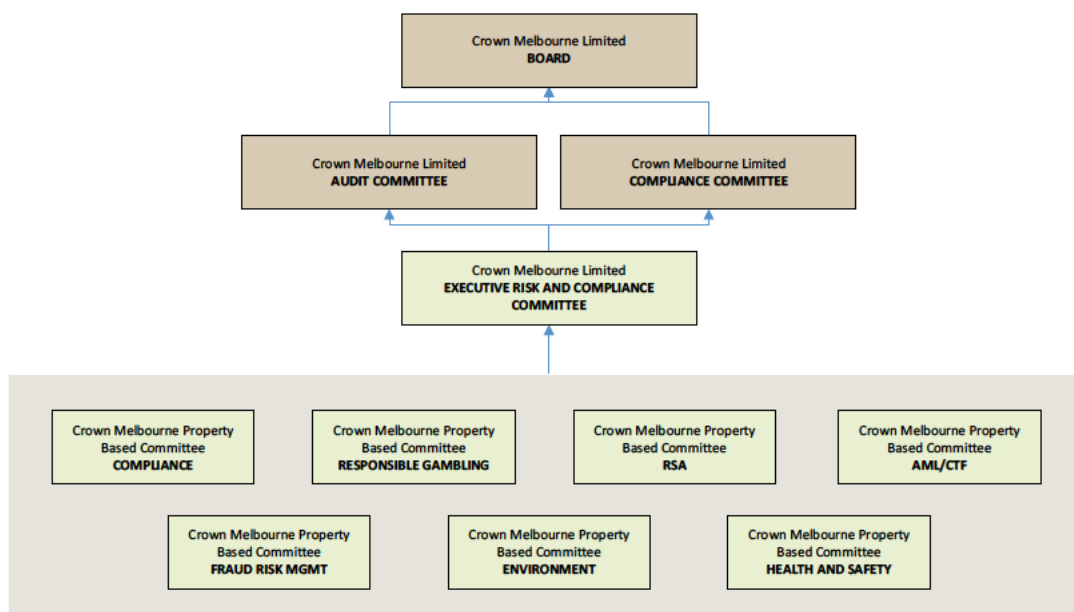 Crown Melbourne Limited
BOARD
Crown Melbourne Limited
AUDIT COMMITTEE
Crown Melbourne Limited
COMPLIANCE COMMITTEE
Crown Melbourne Limited
EXECUTIVE RISK AND COMPLIANCE
COMMITTEE
Crown Melbourne Property
Based Committee
COMPLIANCE
Crown Melbourne Property
Based Committee
RESPONSIBLE GAMBLING
Crown Melbourne Property
Based Committee
RSA
Crown Melbourne Property
Based Committee
AML/CTF
Crown Melbourne Property
Based Committee
FRAUD RISK MGMT
Crown Melbourne Property
Based Committee
ENVIRONMENT
Crown Melbourne Property
Based Committee
HEALTH AND SAFETY